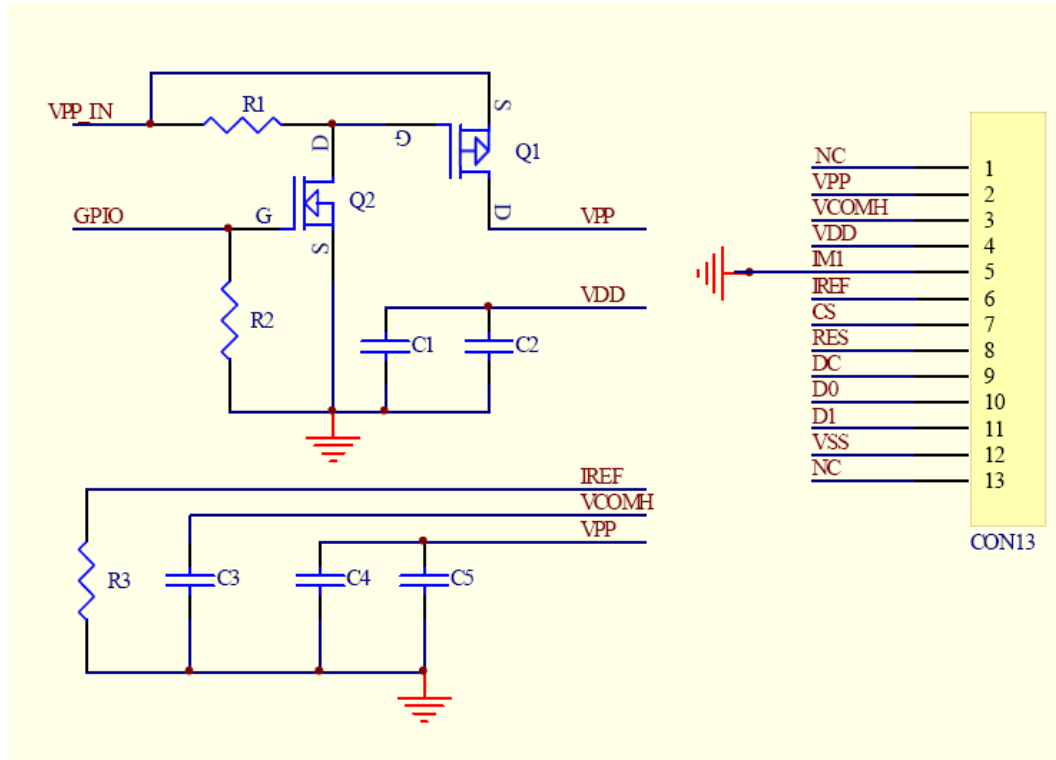 VPP_IN
R1
S
D
G
Q1
Q2
GPIO
G
S
D
VPP
R2
VDD
C1
C2
IREF
VCOMH
VPP
R3
C3
C4
C5
NC
1
VPP
2
VCOMH
3
VDD
4
IM1
5
IREF
6
CS
7
RES
8
DC
9
D0
10
D1
11
VSS
12
NC
13
CON13